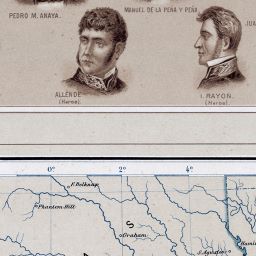 PEDRO M. ANAYA.
MANUEL DE LA PEÑA Y PEÑA.
ALLENDE
(Heroe).
I. RAYON.
(Heroe).
0° 2° 4°
F. Belknap
Phantom Hill
S
Graham